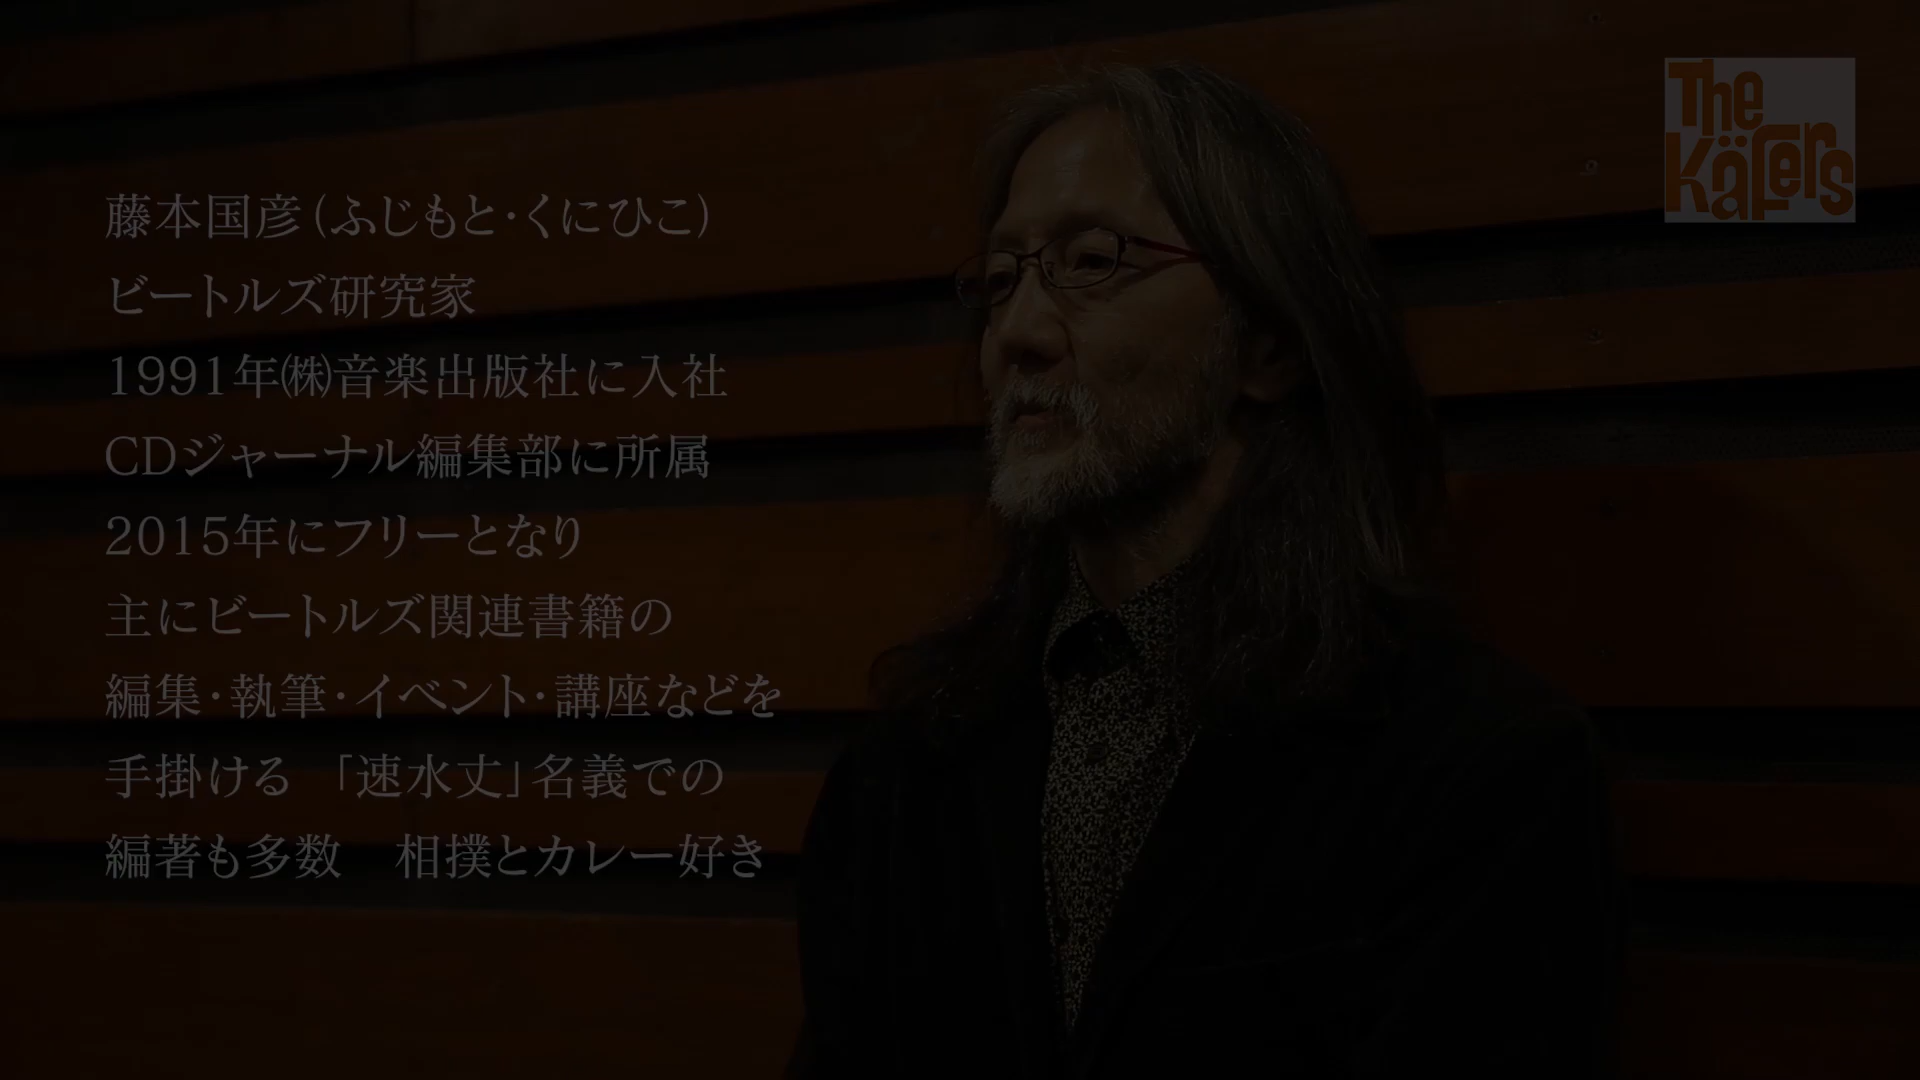 The
Käfers
藤本国彦(ふじもと・くにひこ)
ビートルズ研究家
1991年㈱音楽出版社に入社
CDジャーナル編集部に所属
2015年にフリーとなり
主にビートルズ関連書籍の
編集・執筆・イベント・講座などを
手掛ける　「速水丈」名義での
編著も多数　相撲とカレー好き